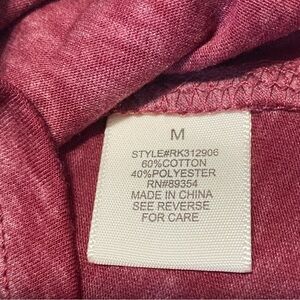 M
STYLE#RK312906
60%COTTON
40%POLYESTER
RN#89354
MADE IN CHINA
SEE REVERSE
FOR CARE